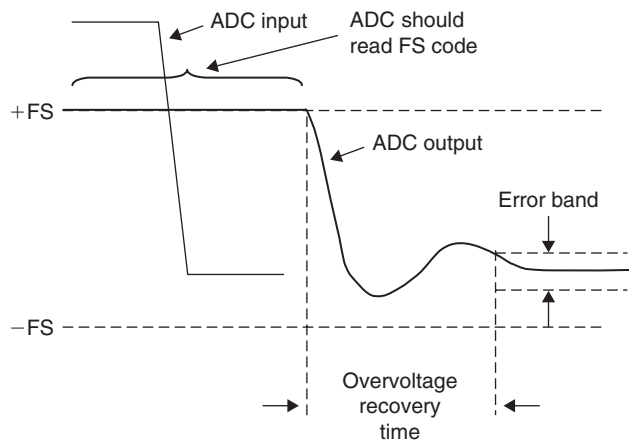 ADC input
ADC should
read FS code
+FS
ADC output
Error band
−FS
Overvoltage
recovery
time